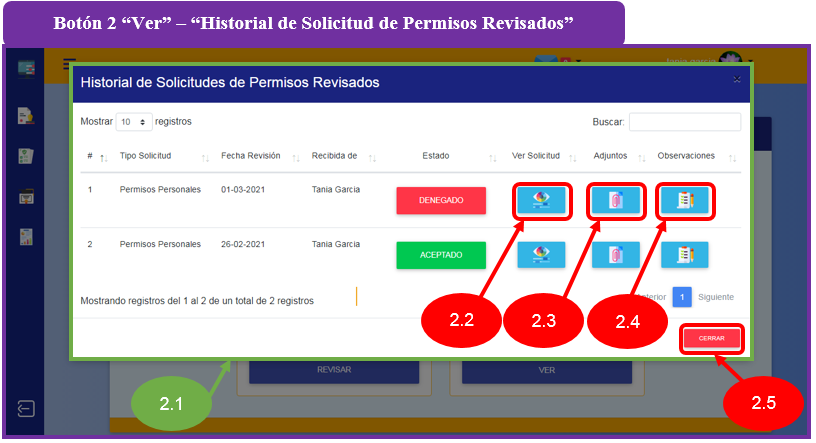 Botón 2 “Ver” – “Historial de Solicitud de Permisos Revisados”
tania garcia
Historial de Solicitudes de Permisos Revisados
Mostrar 10 registros Buscar:
# Tipo Solicitud Fecha Revisión Recibida de Estado Ver Solicitud Adjuntos Observaciones
1 Permisos Personales 01-03-2021 Tania Garcia DENEGADO
2 Permisos Personales 26-02-2021 Tania Garcia ACEPTADO
Mostrando registros del 1 al 2 de un total de 2 registros
1 Siguiente
2.2 2.3 2.4
CERRAR
REVISAR VER
2.1 2.5